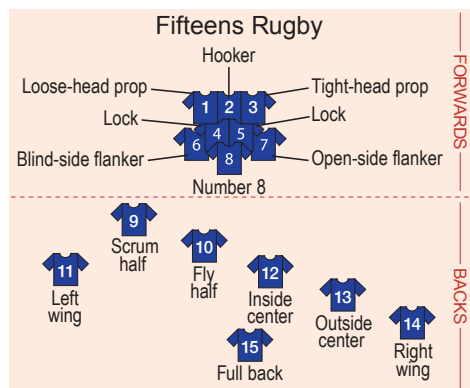 Fifteens Rugby
Hooker
Loose-head prop
Tight-head prop
1 2 3
Lock
Lock
4 5
6
7
Blind-side flanker
8
Open-side flanker
Number 8
FORWARDS
9
Scrum
half
10
Fly
half
11
Left
wing
12
Inside
center
13
Outside
center
14
Right
wing
15
Full back
BACKS